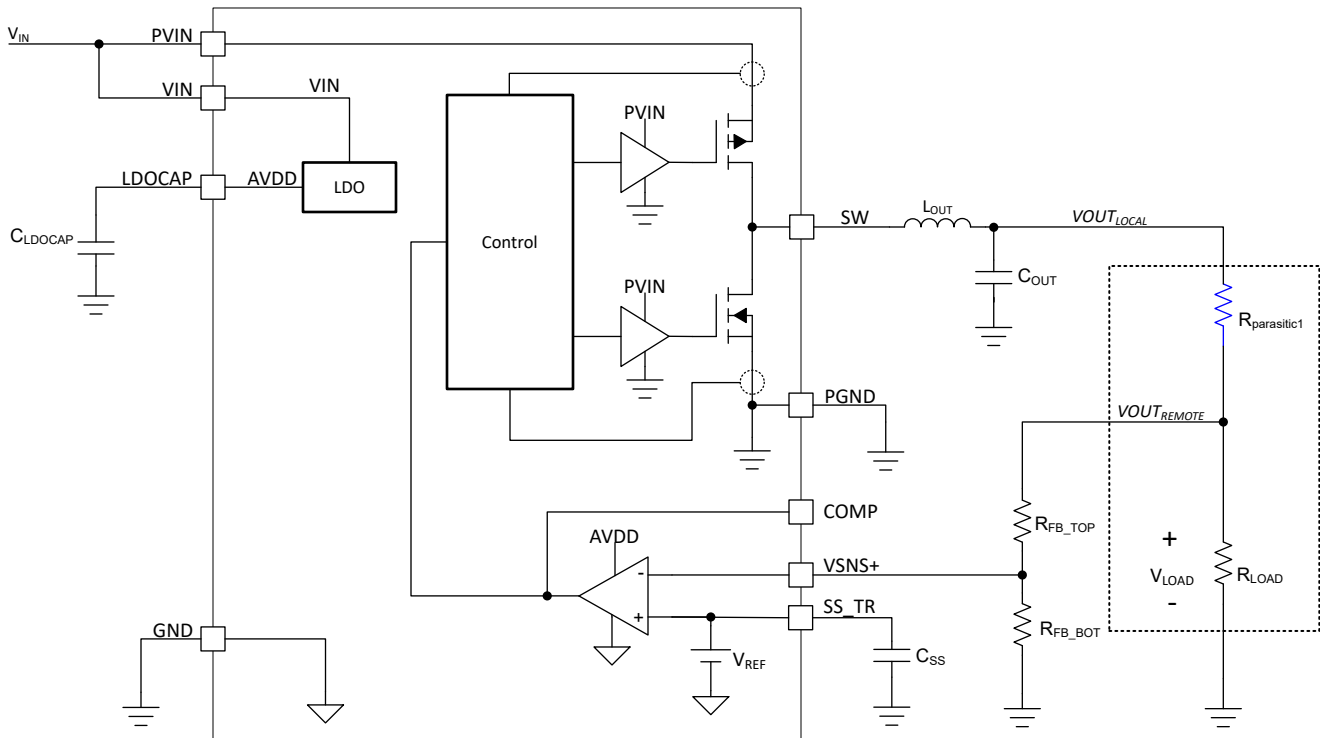 V_IN
PVIN
VIN
VIN
LDOCAP
AVDD
LDO
C_LDOCAP
Control
PVIN
PVIN
SW
L_OUT
VOUT_LOCAL
C_OUT
R_parasitic1
PGND
VOUT_REMOTE
COMP
AVDD
-
VSNS+
R_FB_TOP
+
V_LOAD
-
R_LOAD
+
SS_TR
R_FB_BOT
V_REF
C_SS
GND